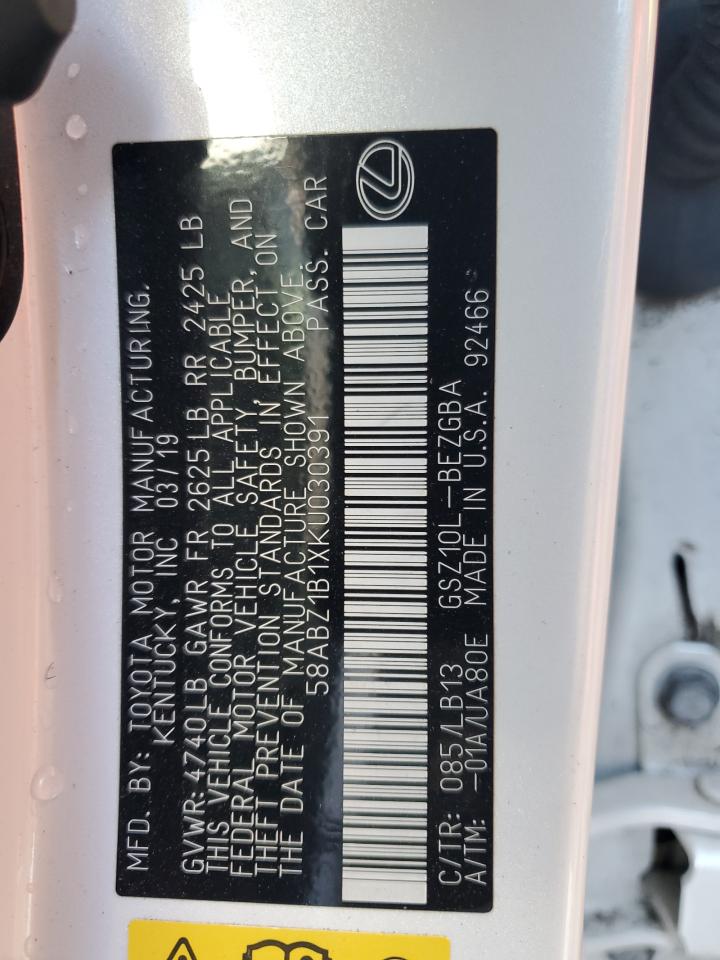 MFD. BY: TOYOTA MOTOR MANUFACTURING.
KENTUCKY, INC 03/19
GVWR: 4740LB GAWR FR 2625 LB RR 2425 LB
THIS VEHICLE CONFORMS TO ALL APPLICABLE
FEDERAL MOTOR VEHICLE SAFETY, BUMPER, AND
THEFT PREVENTION STANDARDS IN EFFECT ON
THE DATE OF MANUFACTURE SHOWN ABOVE.
58ABZ1B1XKU030391 PASS. CAR
C/TR: 085/LB13 GSZ10L-BEZGBA
A/TM: -01A/UA80E MADE IN U.S.A. 92466